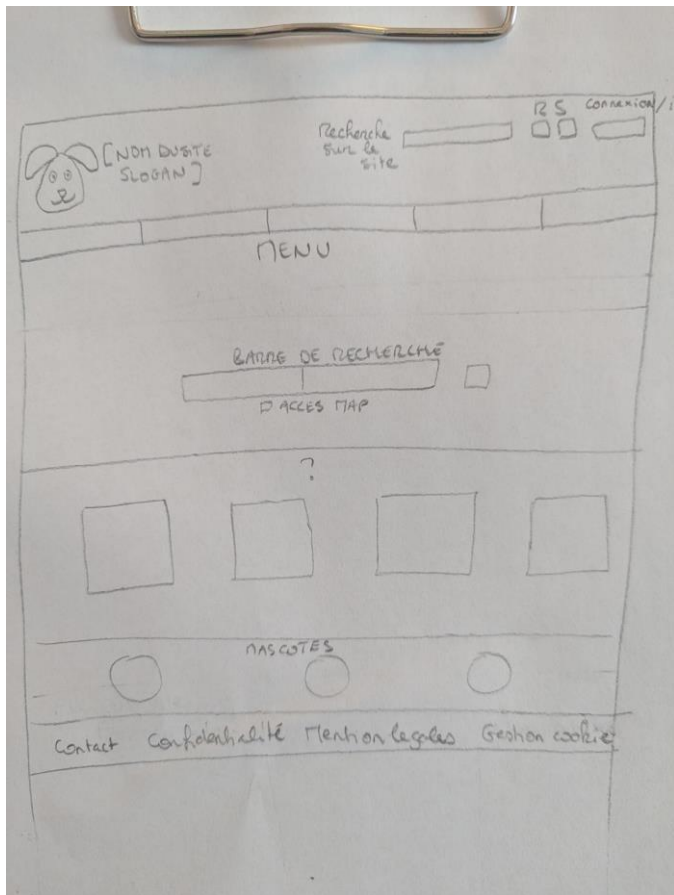 R S Connexion/i
Recherche
sur le
site
[NOM DU SITE
SLOGAN]
MENU
BARRE DE RECHERCHE
D'ACCES MAP
?
MASCOTES
Contact Confidentialité Mention legales Gestion cookie